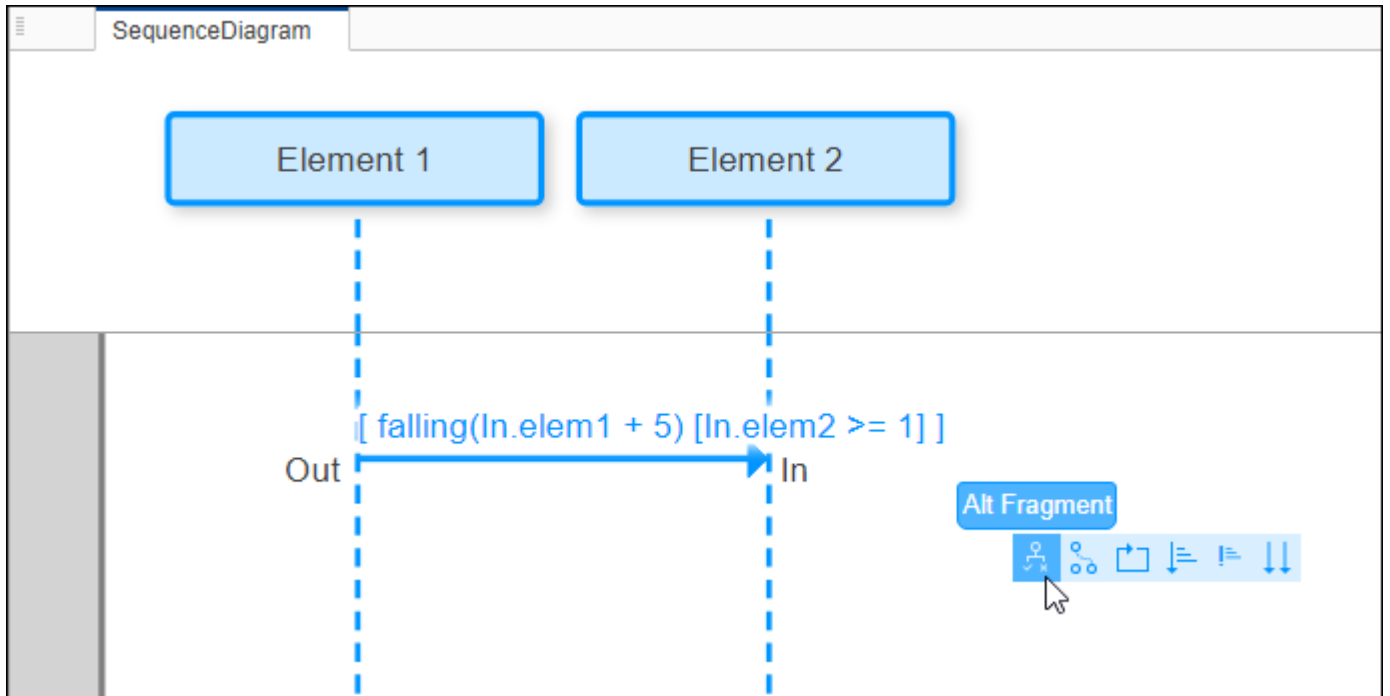 SequenceDiagram
Element 1
Element 2
[ falling(In.elem1 + 5) [In.elem2 >= 1] ]
Out
In
Alt Fragment